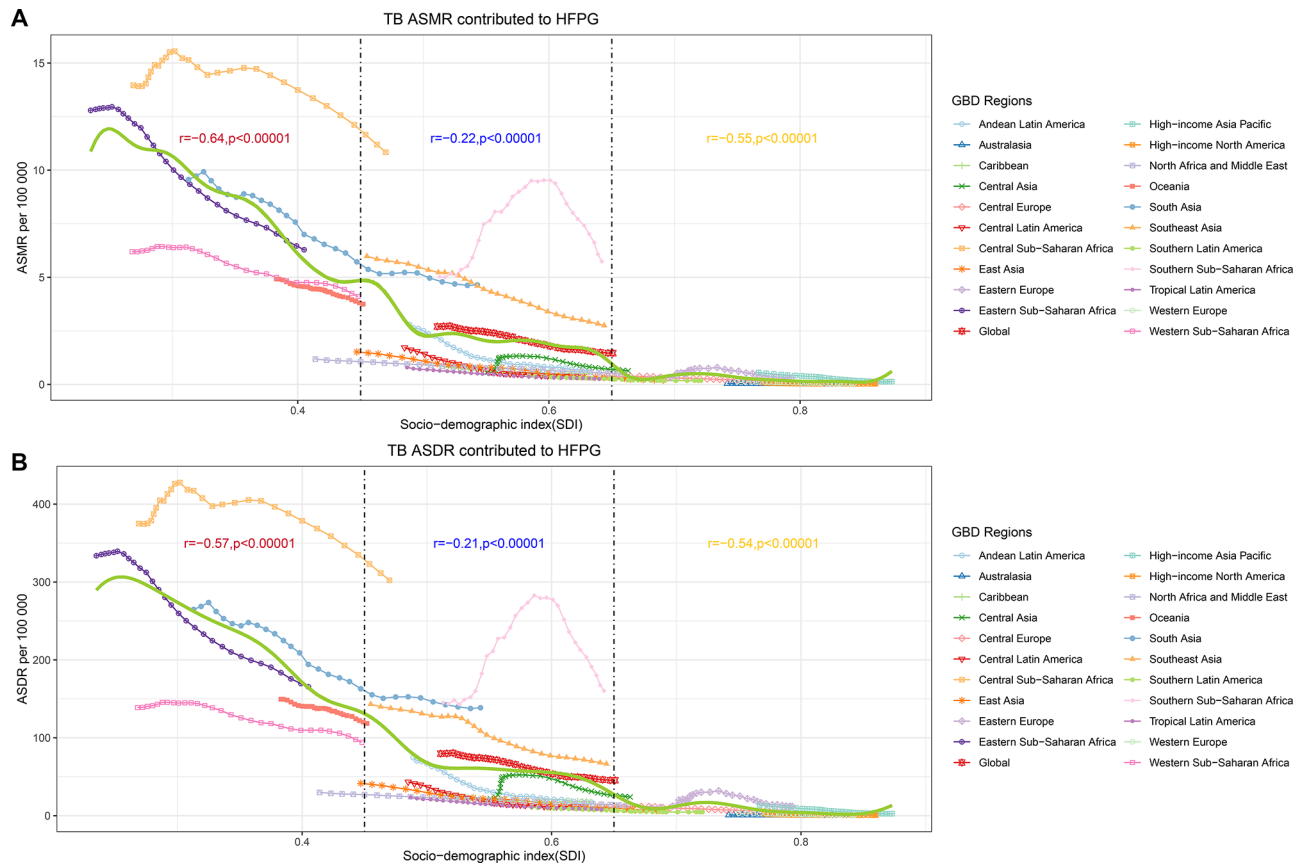 A
TB ASMR contributed to HFPG
ASMR per 100 000
15
10
5
0
r=−0.64,p<0.00001
r=−0.22,p<0.00001
r=−0.55,p<0.00001
0.4
0.6
0.8
Socio-demographic index(SDI)
GBD Regions
Andean Latin America
Australasia
Caribbean
Central Asia
Central Europe
Central Latin America
Central Sub-Saharan Africa
East Asia
Eastern Europe
Eastern Sub-Saharan Africa
Global
High-income Asia Pacific
High-income North America
North Africa and Middle East
Oceania
South Asia
Southeast Asia
Southern Latin America
Southern Sub-Saharan Africa
Tropical Latin America
Western Europe
Western Sub-Saharan Africa
B
TB ASDR contributed to HFPG
ASDR per 100 000
400
300
200
100
0
r=−0.57,p<0.00001
r=−0.21,p<0.00001
r=−0.54,p<0.00001
0.4
0.6
0.8
Socio-demographic index(SDI)
GBD Regions
Andean Latin America
Australasia
Caribbean
Central Asia
Central Europe
Central Latin America
Central Sub-Saharan Africa
East Asia
Eastern Europe
Eastern Sub-Saharan Africa
Global
High-income Asia Pacific
High-income North America
North Africa and Middle East
Oceania
South Asia
Southeast Asia
Southern Latin America
Southern Sub-Saharan Africa
Tropical Latin America
Western Europe
Western Sub-Saharan Africa